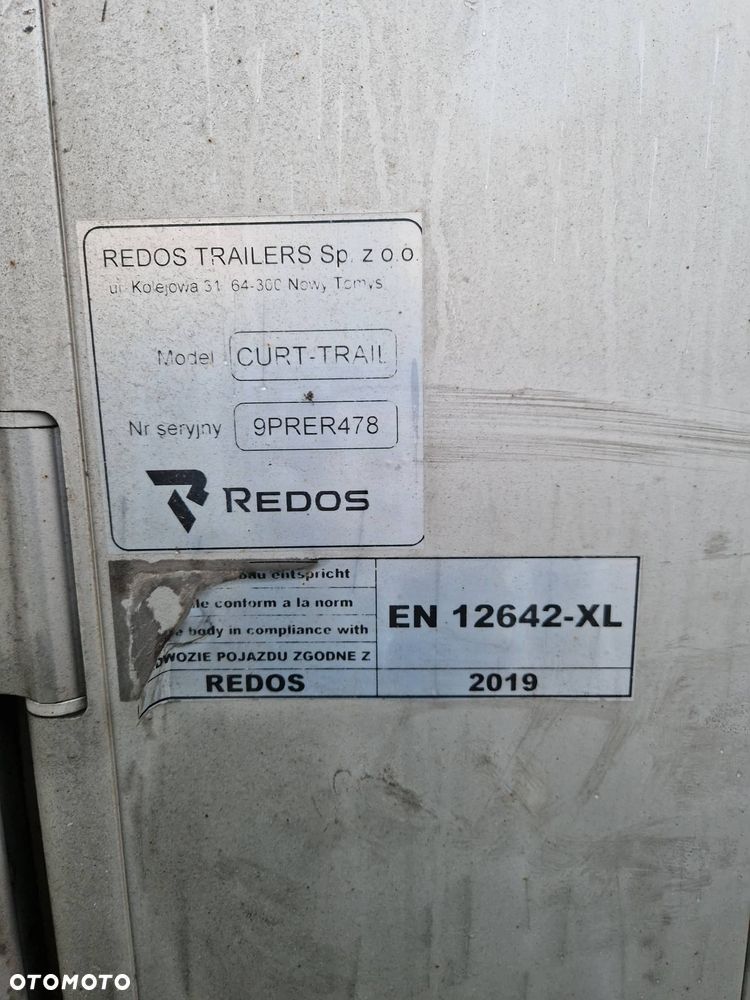 REDOS TRAILERS Sp. z o.o.
ul. Kolejowa 31 64-300 Nowy Tomyśl
Model CURT-TRAIL
Nr seryjny 9PRER478
REDOS
entspricht
conform a la norm
body in compliance with
POJAZDU ZGODNE Z
EN 12642-XL
REDOS 2019
OTOMOTO